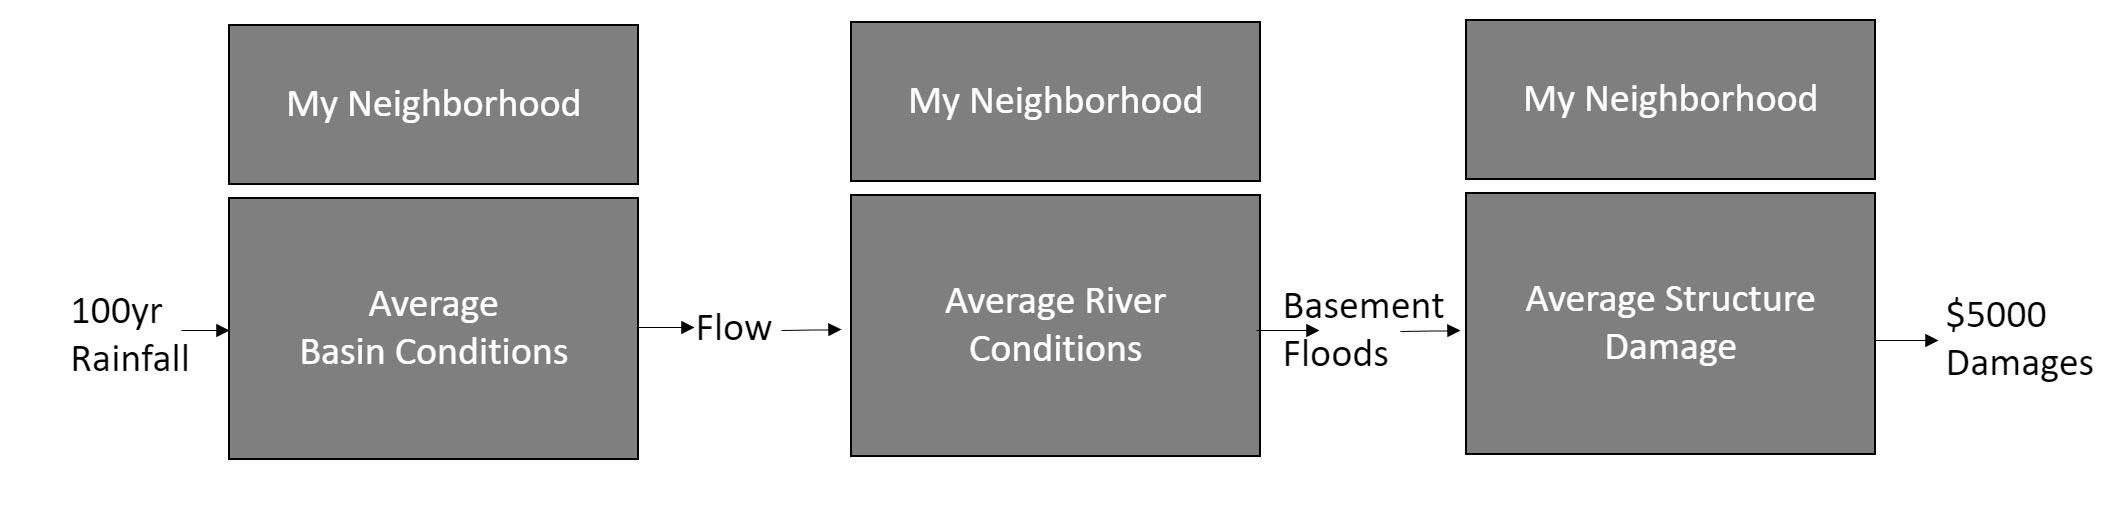 My Neighborhood
My Neighborhood
My Neighborhood
100yr
Rainfall
Average
Basin Conditions
Flow
Average River
Conditions
Basement
Floods
Average Structure
Damage
$5000
Damages